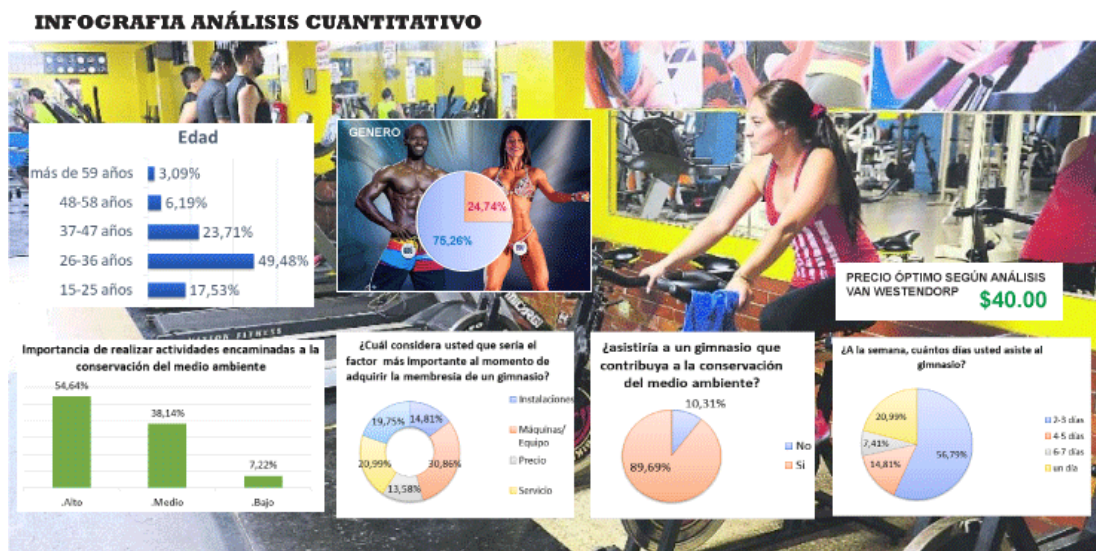 INFOGRAFIA ANÁLISIS CUANTITATIVO
Edad
más de 59 años 3,09%
48-58 años 6,19%
37-47 años 23,71%
26-36 años 49,48%
15-25 años 17,53%
GENERO
24,74%
75,26%
PRECIO ÓPTIMO SEGÚN ANÁLISIS
VAN WESTENDORP $40.00
Importancia de realizar actividades encaminadas a la
conservación del medio ambiente
54,64%
38,14%
7,22%
.Alto .Medio .Bajo
¿Cuál considera usted que sería el
factor más importante al momento de
adquirir la membresia de un gimnasio?
19,75% 14,81%
20,99% 30,86%
13,58%
Instalaciones
Máquinas/
Equipo
Precio
Servicio
¿asistiría a un gimnasio que
contribuya a la conservación
del medio ambiente?
10,31%
89,69%
No
Si
¿A la semana, cuántos días usted asiste al
gimnasio?
20,99%
7,41%
56,79%
14,81%
2-3 días
4-5 días
6-7 días
un día